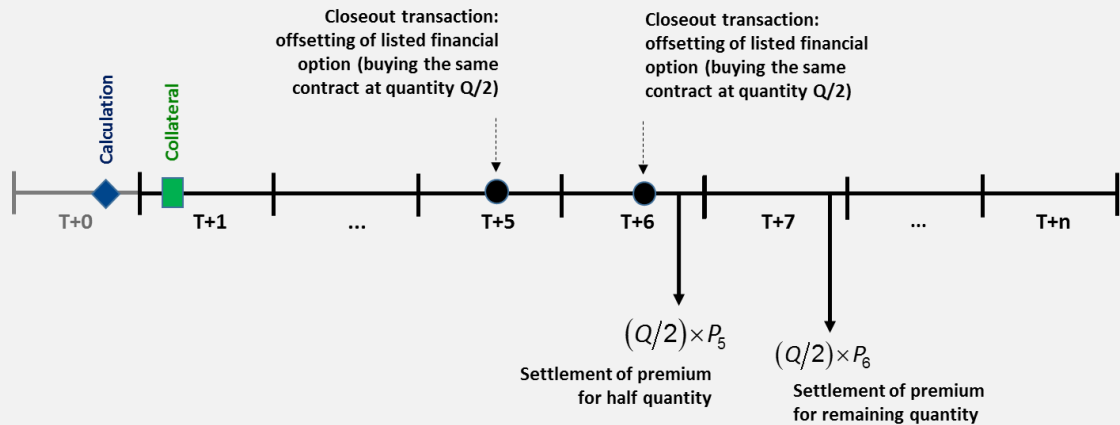 Closeout transaction:
offsetting of listed financial
option (buying the same
contract at quantity Q/2)
Closeout transaction:
offsetting of listed financial
option (buying the same
contract at quantity Q/2)
Calculation
Collateral
T+0
T+1
...
T+5
T+6
T+7
...
T+n
(Q/2)×P₅
Settlement of premium
for half quantity
(Q/2)×P₆
Settlement of premium
for remaining quantity